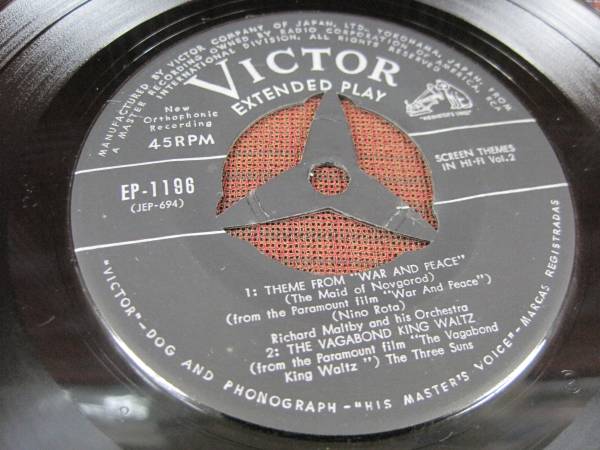 MANUFACTURED BY VICTOR COMPANY OF JAPAN, LTD. YOKOHAMA, JAPAN, FROM
A MASTER RECORDING OWNED BY RADIO CORPORATION OF AMERICA, RCA
INTERNATIONAL DIVISION. ALL RIGHTS RESERVED
VICTOR
EXTENDED PLAY
"HIS MASTER'S VOICE"
New
Orthophonic
Recording
45RPM
SCREEN THEMES
IN HI-FI Vol.2
EP-1196
(JEP-694)
1: THEME FROM "WAR AND PEACE"
(The Maid of Novgorod)
(from the Paramount film "War And Peace")
(Nino Rota)
Richard Maltby and his Orchestra
2: THE VAGABOND KING WALTZ
(from the Paramount film "The Vagabond
King Waltz") The Three Suns
"VICTOR"—DOG AND PHONOGRAPH—"HIS MASTER'S VOICE"—MARCAS REGISTRADAS